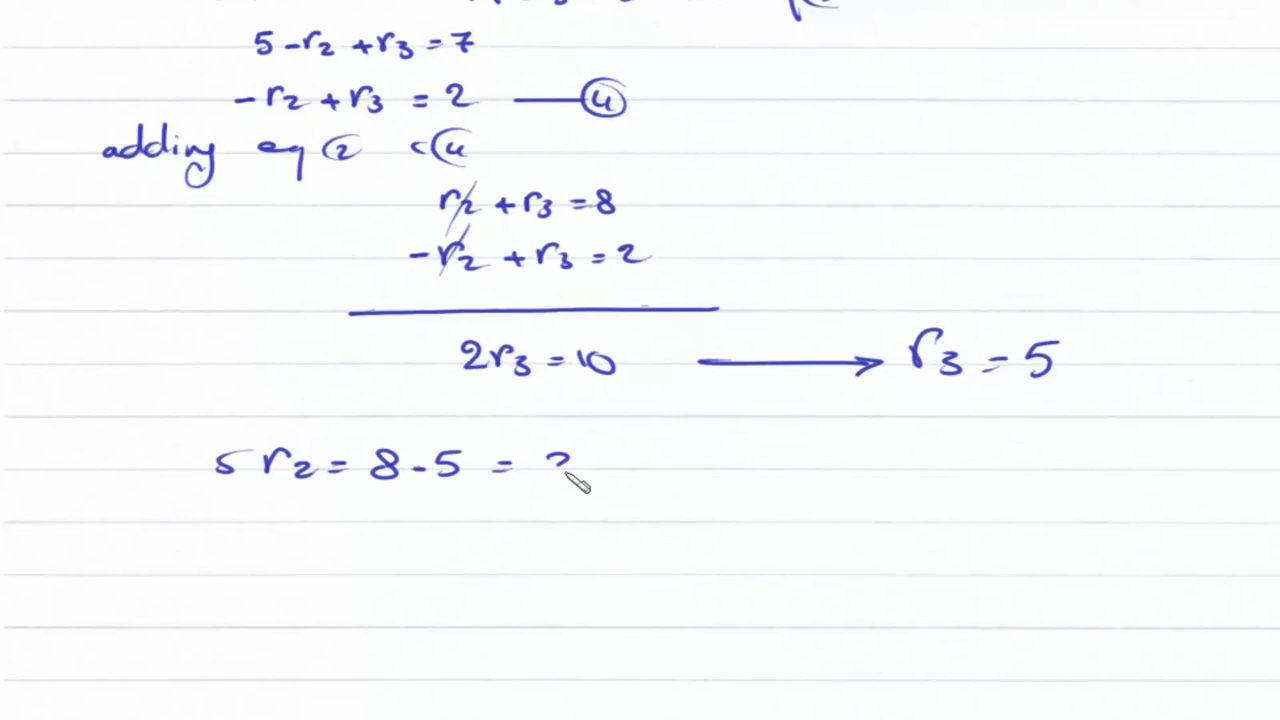 5 -r2 +r3 = 7
-r2 +r3 = 2 —— 4
adding eq 2 4
r2 +r3 = 8
-r2 +r3 = 2
2r3 = 10 → r3 = 5
5 r2 = 8 - 5 =